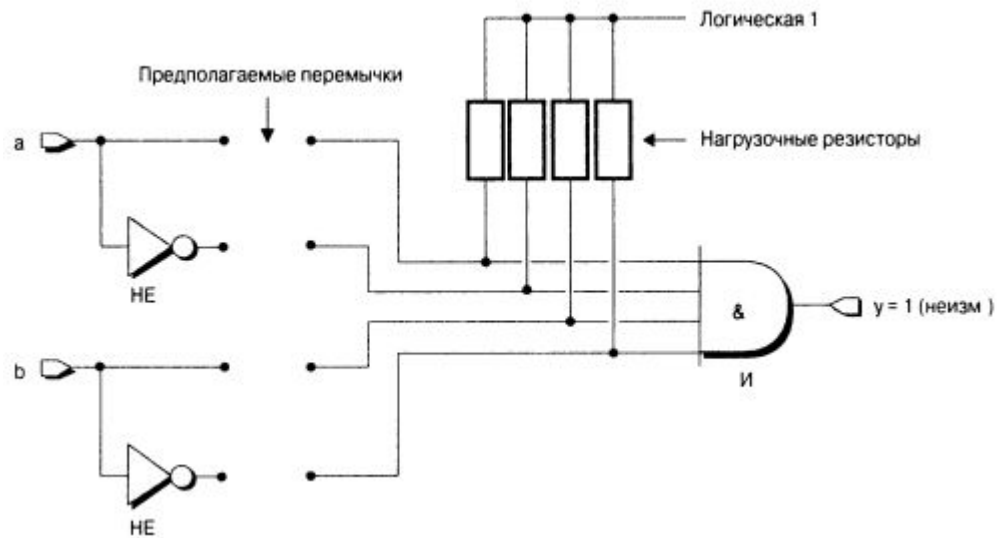 Логическая 1
Предполагаемые перемычки
a
Нагрузочные резисторы
НЕ
&
y = 1 (неизм )
И
b
НЕ